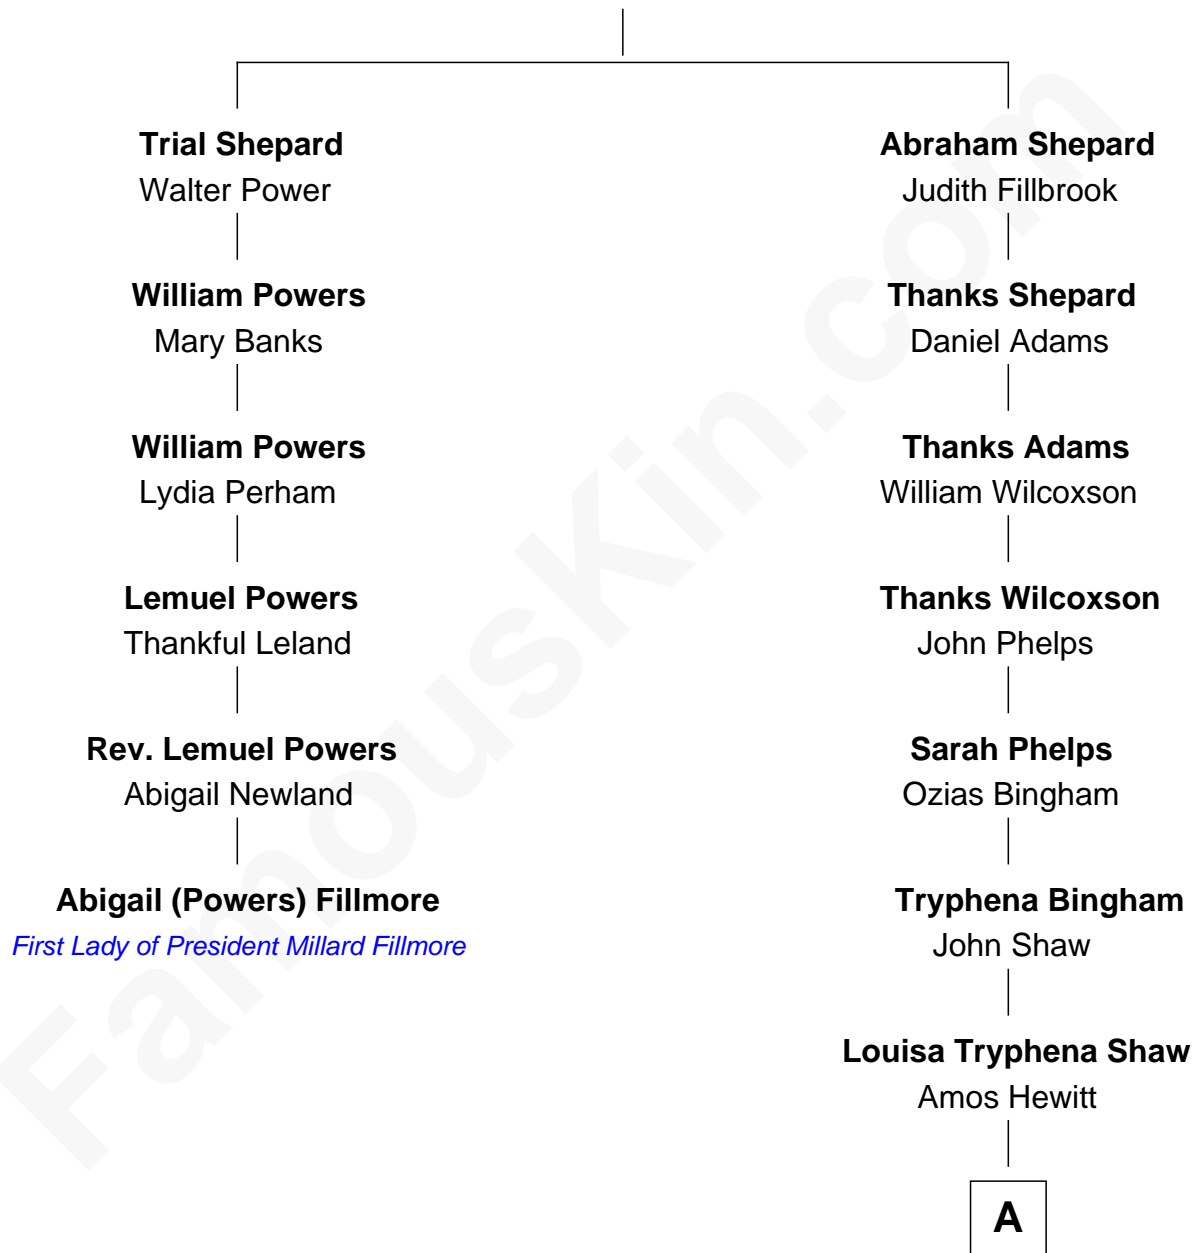 Trial Shepard
Walter Power
William Powers
Mary Banks
William Powers
Lydia Perham
Lemuel Powers
Thankful Leland
Rev. Lemuel Powers
Abigail Newland
Abigail (Powers) Fillmore
First Lady of President Millard Fillmore
Abraham Shepard
Judith Fillbrook
Thanks Shepard
Daniel Adams
Thanks Adams
William Wilcoxson
Thanks Wilcoxson
John Phelps
Sarah Phelps
Ozias Bingham
Tryphena Bingham
John Shaw
Louisa Tryphena Shaw
Amos Hewitt
A
FamousKin.com